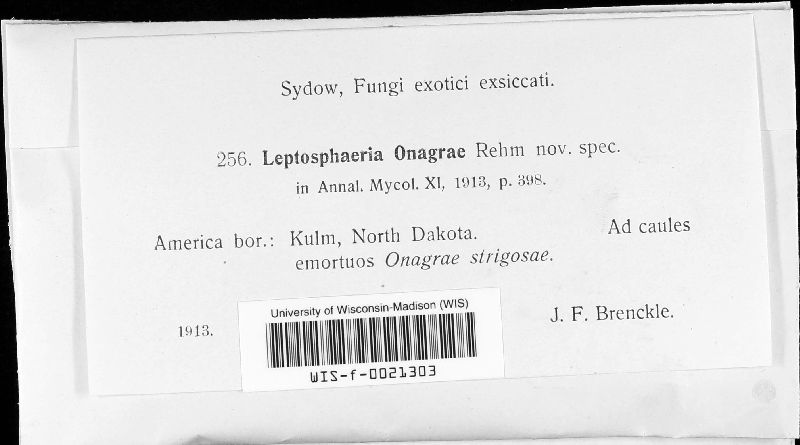 Sydow, Fungi exotici exsiccati.
256. Leptosphaeria Onagrae Rehm nov. spec.
in Annal. Mycol. XI, 1913, p. 398.
America bor.: Kulm, North Dakota. Ad caules
emortuos Onagrae strigosae.
1913. J. F. Brenckle.
University of Wisconsin-Madison (WIS)
WIS-f-0021303